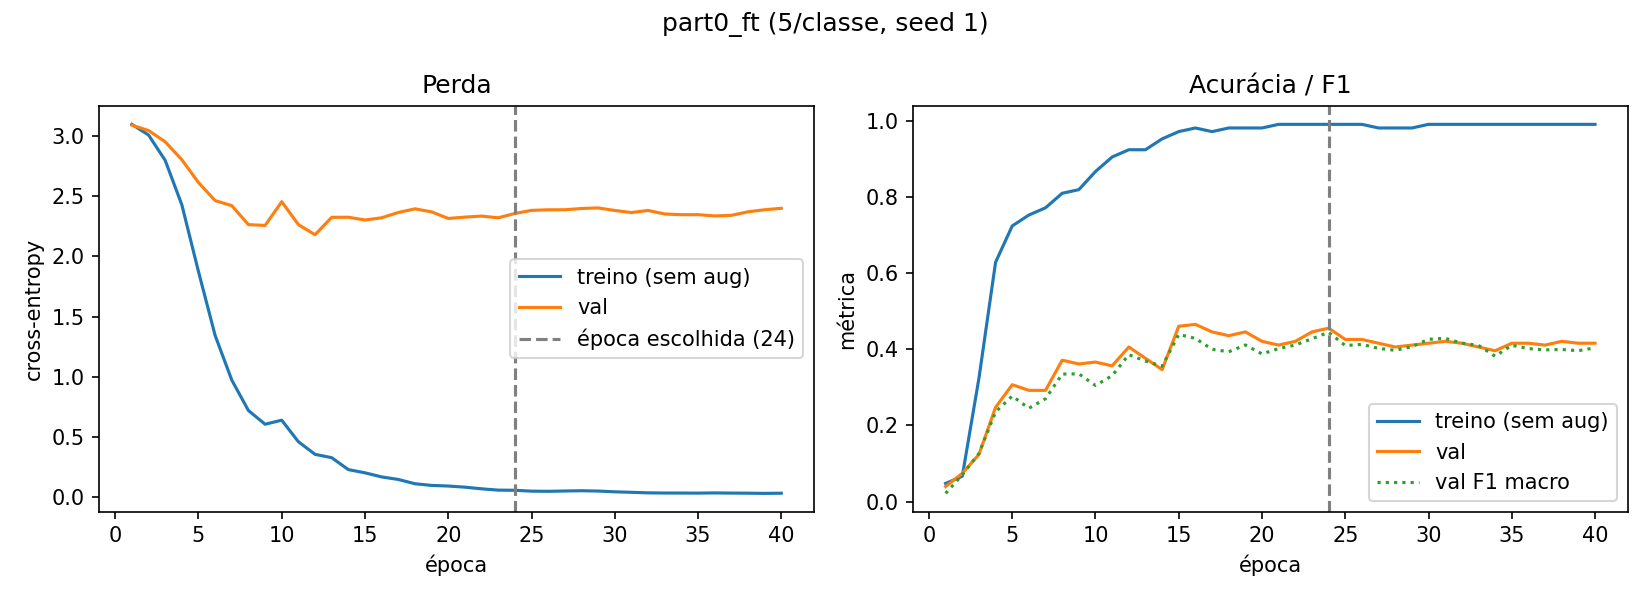 part0_ft (5/classe, seed 1)
Perda
cross-entropy
3.0
2.5
2.0
1.5
1.0
0.5
0.0
treino (sem aug)
val
época escolhida (24)
0 5 10 15 20 25 30 35 40
época
Acurácia / F1
métrica
1.0
0.8
0.6
0.4
0.2
0.0
treino (sem aug)
val
val F1 macro
0 5 10 15 20 25 30 35 40
época